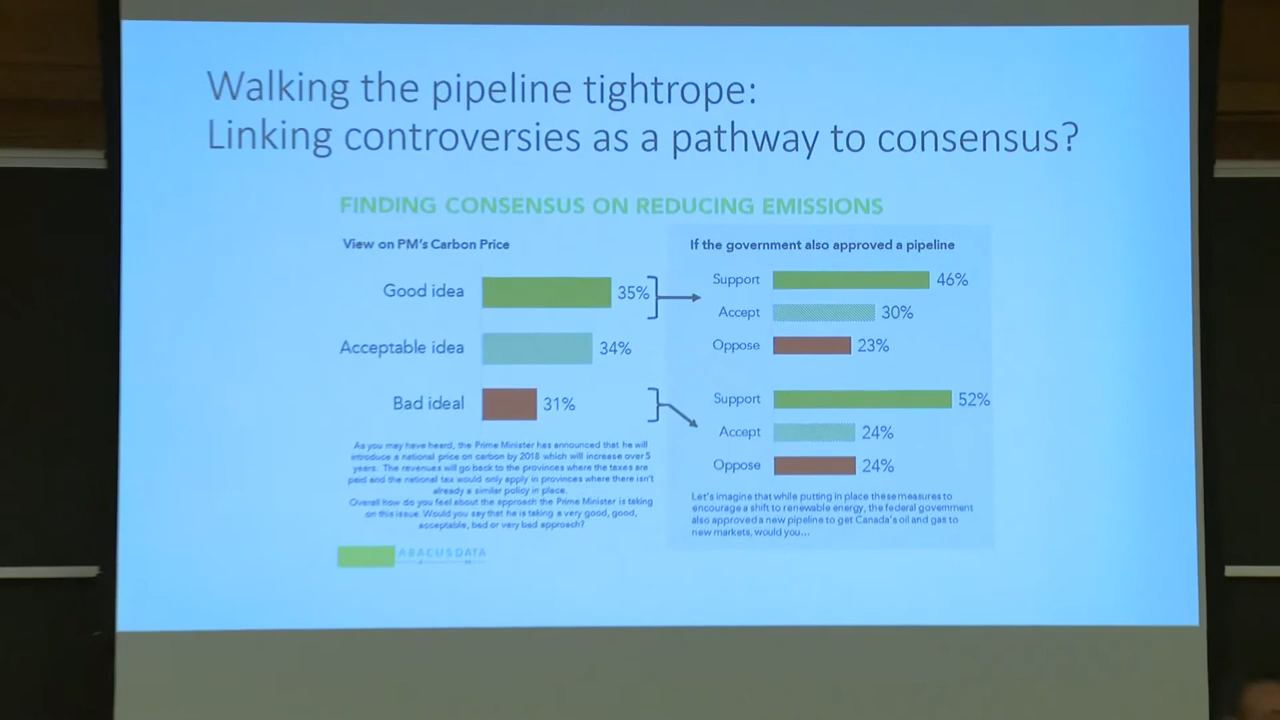 Walking the pipeline tightrope:
Linking controversies as a pathway to consensus?
FINDING CONSENSUS ON REDUCING EMISSIONS
View on PM's Carbon Price
Good idea 35%
Acceptable idea 34%
Bad ideal 31%
As you may have heard, the Prime Minister has announced that he will
introduce a national price on carbon by 2018 which will increase over 5
years. The revenues will go back to the provinces where the taxes are
paid and the national tax would only apply in provinces where there isn't
already a similar policy in place.
Overall how do you feel about the approach the Prime Minister is taking
on this issue. Would you say that he is taking a very good, good,
acceptable, bad or very bad approach?
ABACUS DATA
If the government also approved a pipeline
Support 46%
Accept 30%
Oppose 23%
Support 52%
Accept 24%
Oppose 24%
Let's imagine that while putting in place these measures to
encourage a shift to renewable energy, the federal government
also approved a new pipeline to get Canada's oil and gas to
new markets, would you...